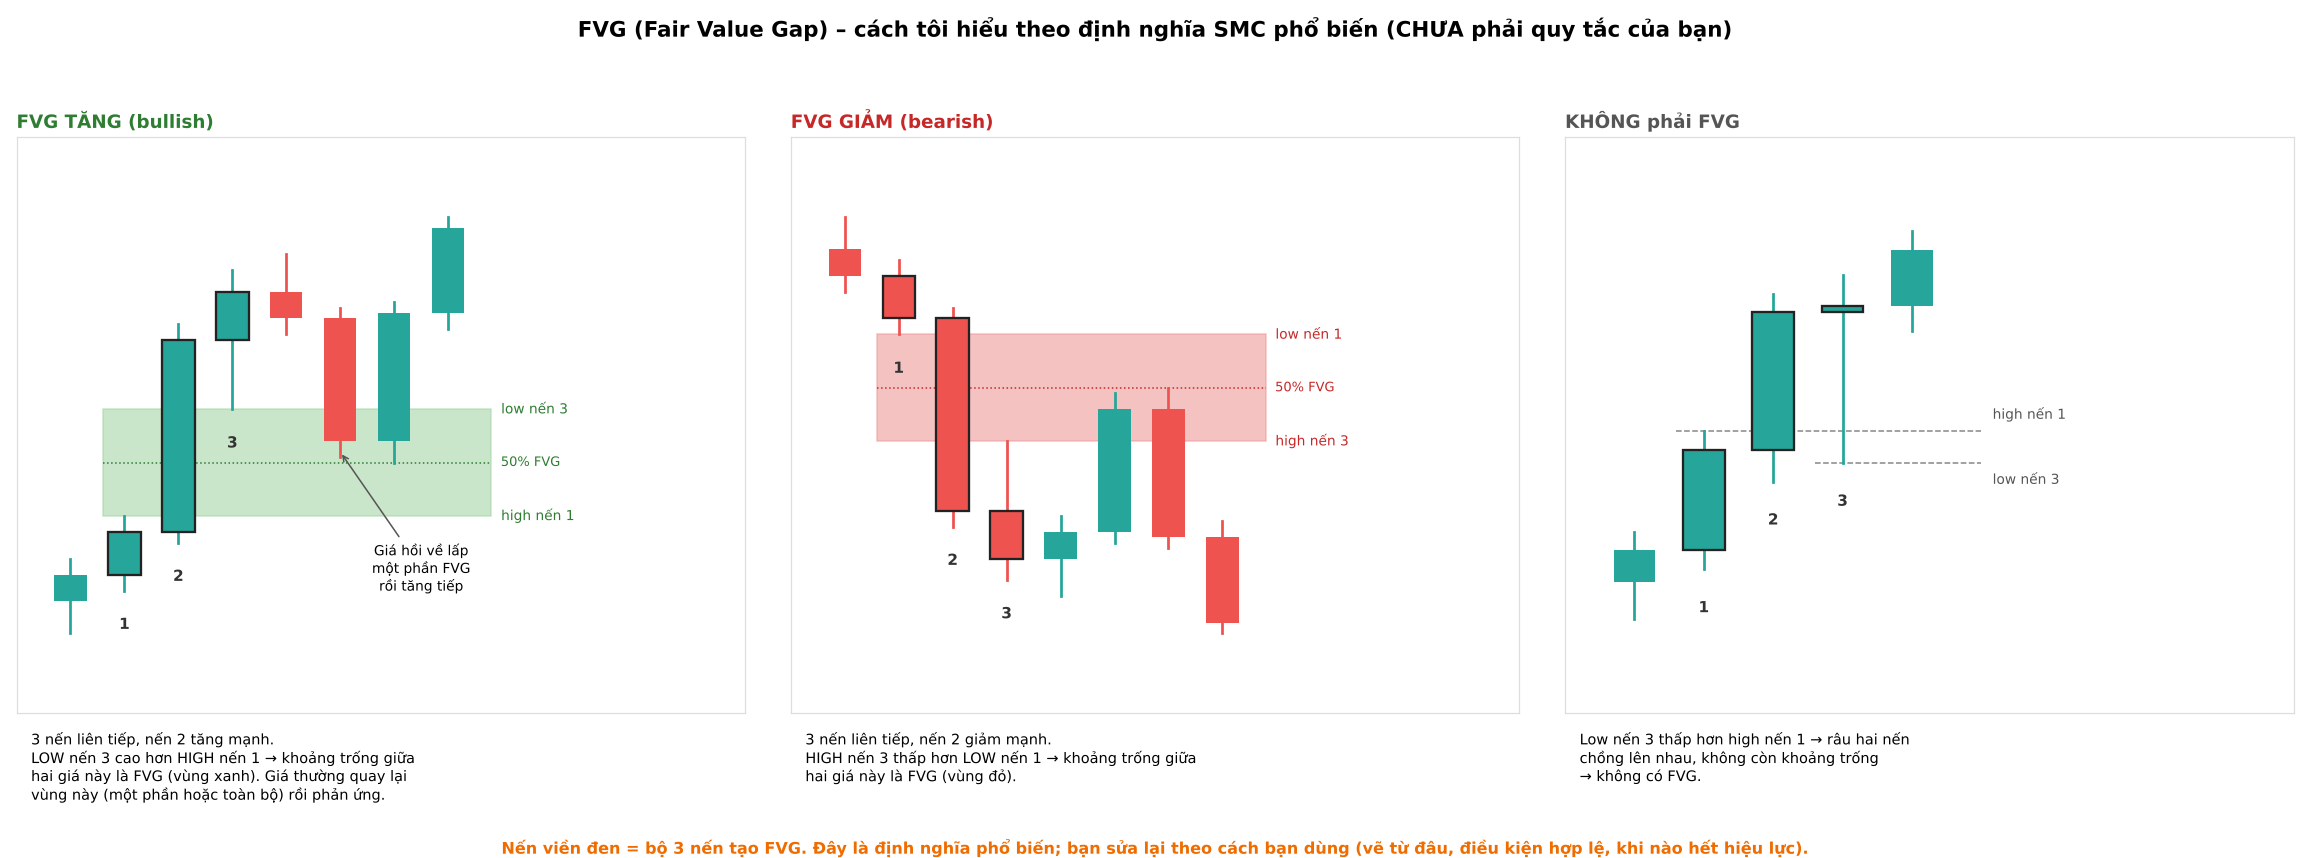 FVG (Fair Value Gap) – cách tôi hiểu theo định nghĩa SMC phổ biến (CHƯA phải quy tắc của bạn)
FVG TĂNG (bullish)
low nến 3
3
50% FVG
high nến 1
Giá hồi về lấp
một phần FVG
rồi tăng tiếp
2
1
3 nến liên tiếp, nến 2 tăng mạnh.
LOW nến 3 cao hơn HIGH nến 1 → khoảng trống giữa
hai giá này là FVG (vùng xanh). Giá thường quay lại
vùng này (một phần hoặc toàn bộ) rồi phản ứng.
FVG GIẢM (bearish)
low nến 1
1
50% FVG
high nến 3
2
3
3 nến liên tiếp, nến 2 giảm mạnh.
HIGH nến 3 thấp hơn LOW nến 1 → khoảng trống giữa
hai giá này là FVG (vùng đỏ).
KHÔNG phải FVG
high nến 1
low nến 3
3
2
1
Low nến 3 thấp hơn high nến 1 → râu hai nến
chồng lên nhau, không còn khoảng trống
→ không có FVG.
Nến viền đen = bộ 3 nến tạo FVG. Đây là định nghĩa phổ biến; bạn sửa lại theo cách bạn dùng (vẽ từ đâu, điều kiện hợp lệ, khi nào hết hiệu lực).